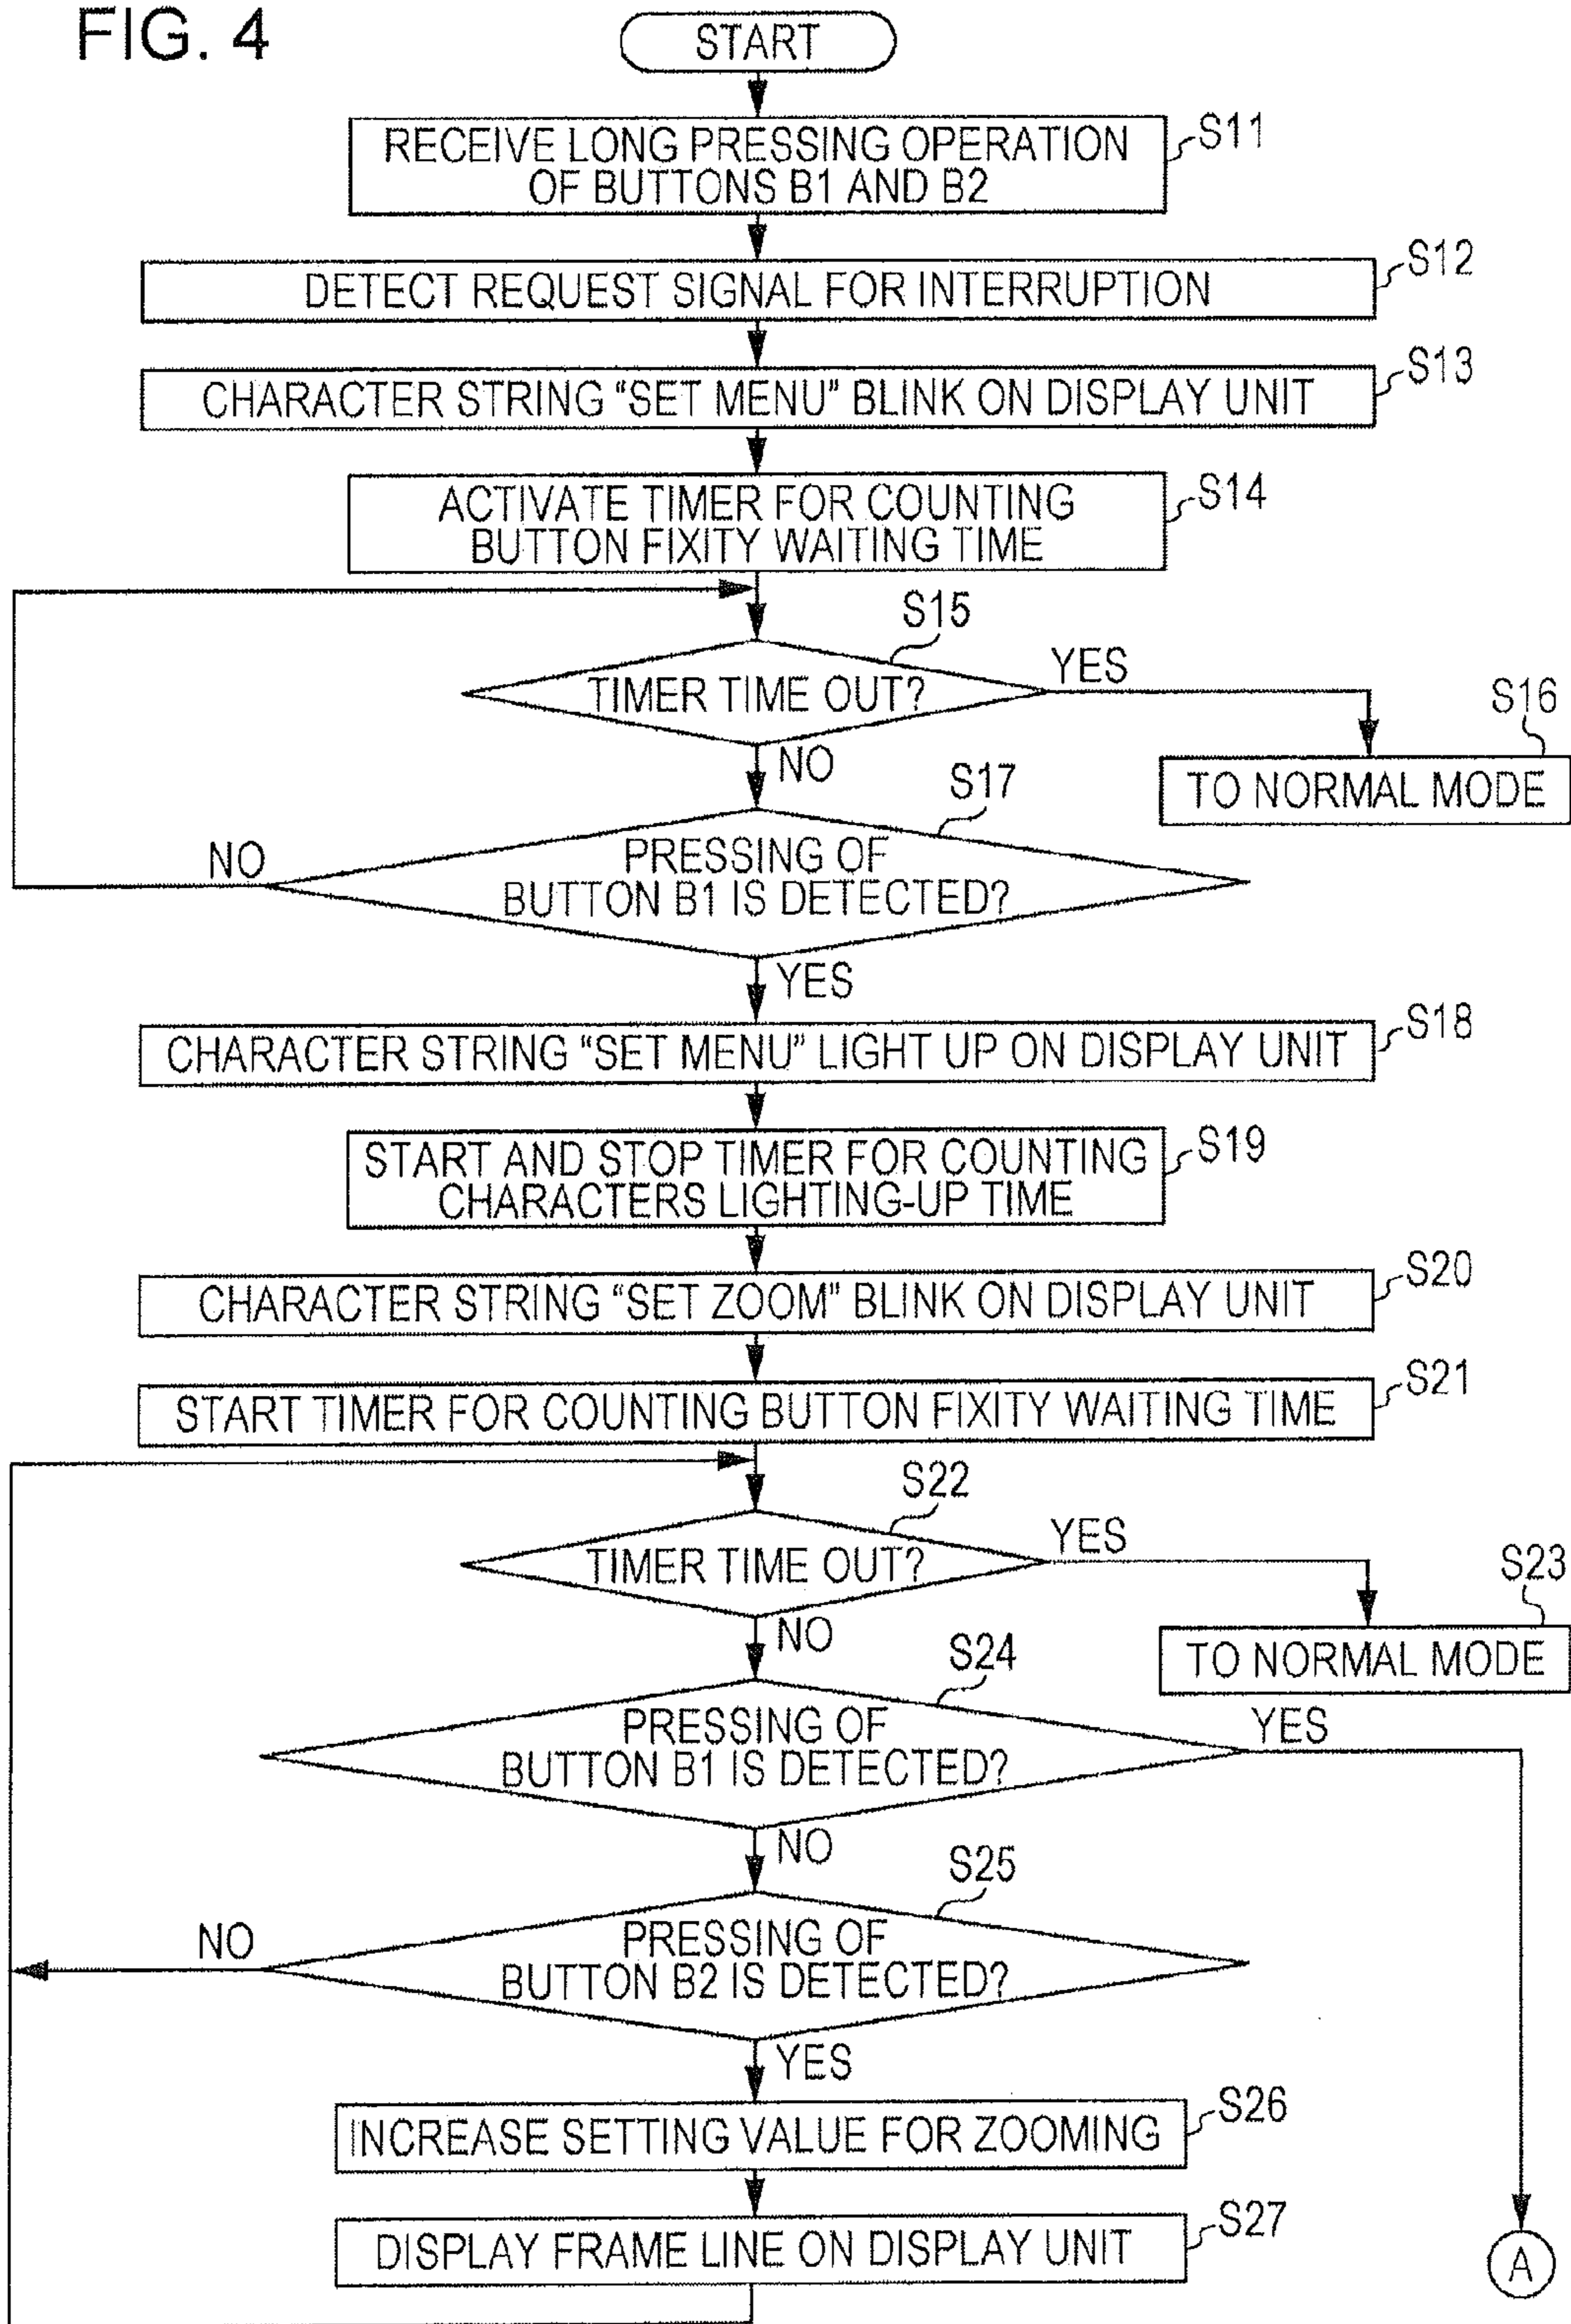 FIG. 4
START
RECEIVE LONG PRESSING OPERATION
OF BUTTONS B1 AND B2
S11
DETECT REQUEST SIGNAL FOR INTERRUPTION
S12
CHARACTER STRING “SET MENU” BLINK ON DISPLAY UNIT
S13
ACTIVATE TIMER FOR COUNTING
BUTTON FIXITY WAITING TIME
S14
S15
TIMER TIME OUT?
YES
S16
TO NORMAL MODE
NO
S17
PRESSING OF
BUTTON B1 IS DETECTED?
NO
YES
CHARACTER STRING “SET MENU” LIGHT UP ON DISPLAY UNIT
S18
START AND STOP TIMER FOR COUNTING
CHARACTERS LIGHTING-UP TIME
S19
CHARACTER STRING “SET ZOOM” BLINK ON DISPLAY UNIT
S20
START TIMER FOR COUNTING BUTTON FIXITY WAITING TIME
S21
S22
TIMER TIME OUT?
YES
S23
TO NORMAL MODE
NO
S24
PRESSING OF
BUTTON B1 IS DETECTED?
YES
NO
S25
PRESSING OF
BUTTON B2 IS DETECTED?
NO
YES
INCREASE SETTING VALUE FOR ZOOMING
S26
DISPLAY FRAME LINE ON DISPLAY UNIT
S27
A